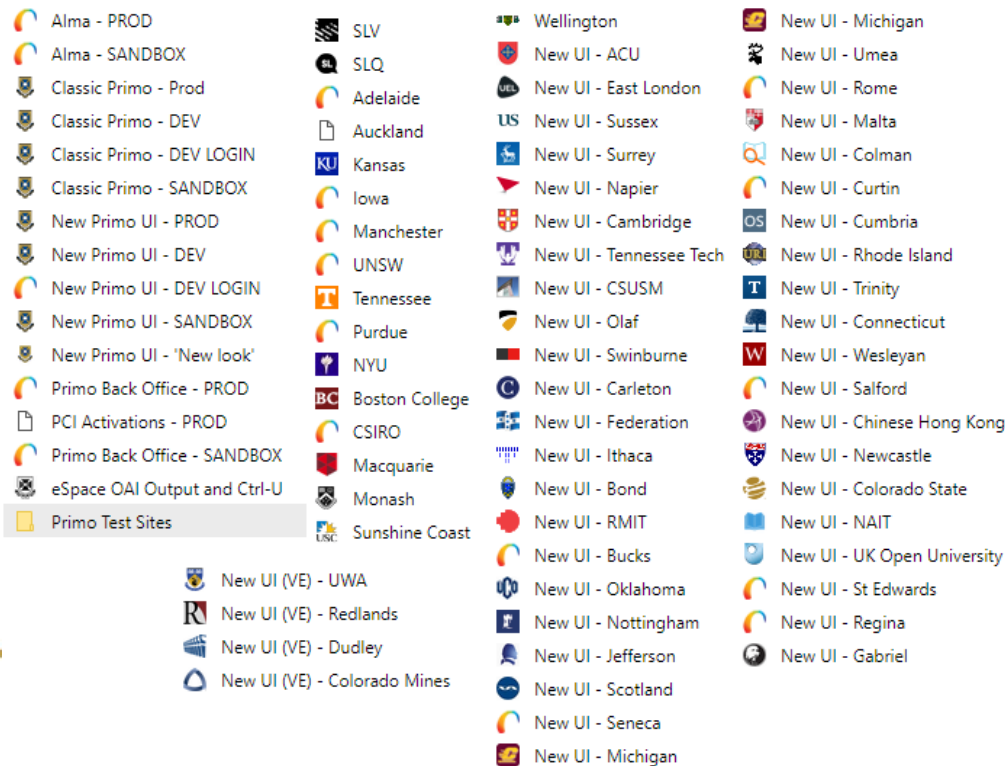 Alma - PROD
Alma - SANDBOX
Classic Primo - Prod
Classic Primo - DEV
Classic Primo - DEV LOGIN
Classic Primo - SANDBOX
New Primo UI - PROD
New Primo UI - DEV
New Primo UI - DEV LOGIN
New Primo UI - SANDBOX
New Primo UI - 'New look'
Primo Back Office - PROD
PCI Activations - PROD
Primo Back Office - SANDBOX
eSpace OAI Output and Ctrl-U
Primo Test Sites
SLV
SL SLQ
Adelaide
Auckland
KU Kansas
Iowa
Manchester
UNSW
T Tennessee
Purdue
NYU
BC Boston College
CSIRO
Macquarie
Monash
USC Sunshine Coast
New UI (VE) - UWA
R New UI (VE) - Redlands
New UI (VE) - Dudley
New UI (VE) - Colorado Mines
Wellington
New UI - ACU
UEL New UI - East London
US New UI - Sussex
New UI - Surrey
New UI - Napier
New UI - Cambridge
New UI - Tennessee Tech
New UI - CSUSM
New UI - Olaf
New UI - Swinburne
C New UI - Carleton
New UI - Federation
New UI - Ithaca
New UI - Bond
New UI - RMIT
New UI - Bucks
UCO New UI - Oklahoma
New UI - Nottingham
New UI - Jefferson
New UI - Scotland
New UI - Seneca
New UI - Michigan
New UI - Michigan
New UI - Umea
New UI - Rome
New UI - Malta
New UI - Colman
New UI - Curtin
OS New UI - Cumbria
URI New UI - Rhode Island
T New UI - Trinity
New UI - Connecticut
W New UI - Wesleyan
New UI - Salford
New UI - Chinese Hong Kong
New UI - Newcastle
New UI - Colorado State
New UI - NAIT
New UI - UK Open University
New UI - St Edwards
New UI - Regina
New UI - Gabriel